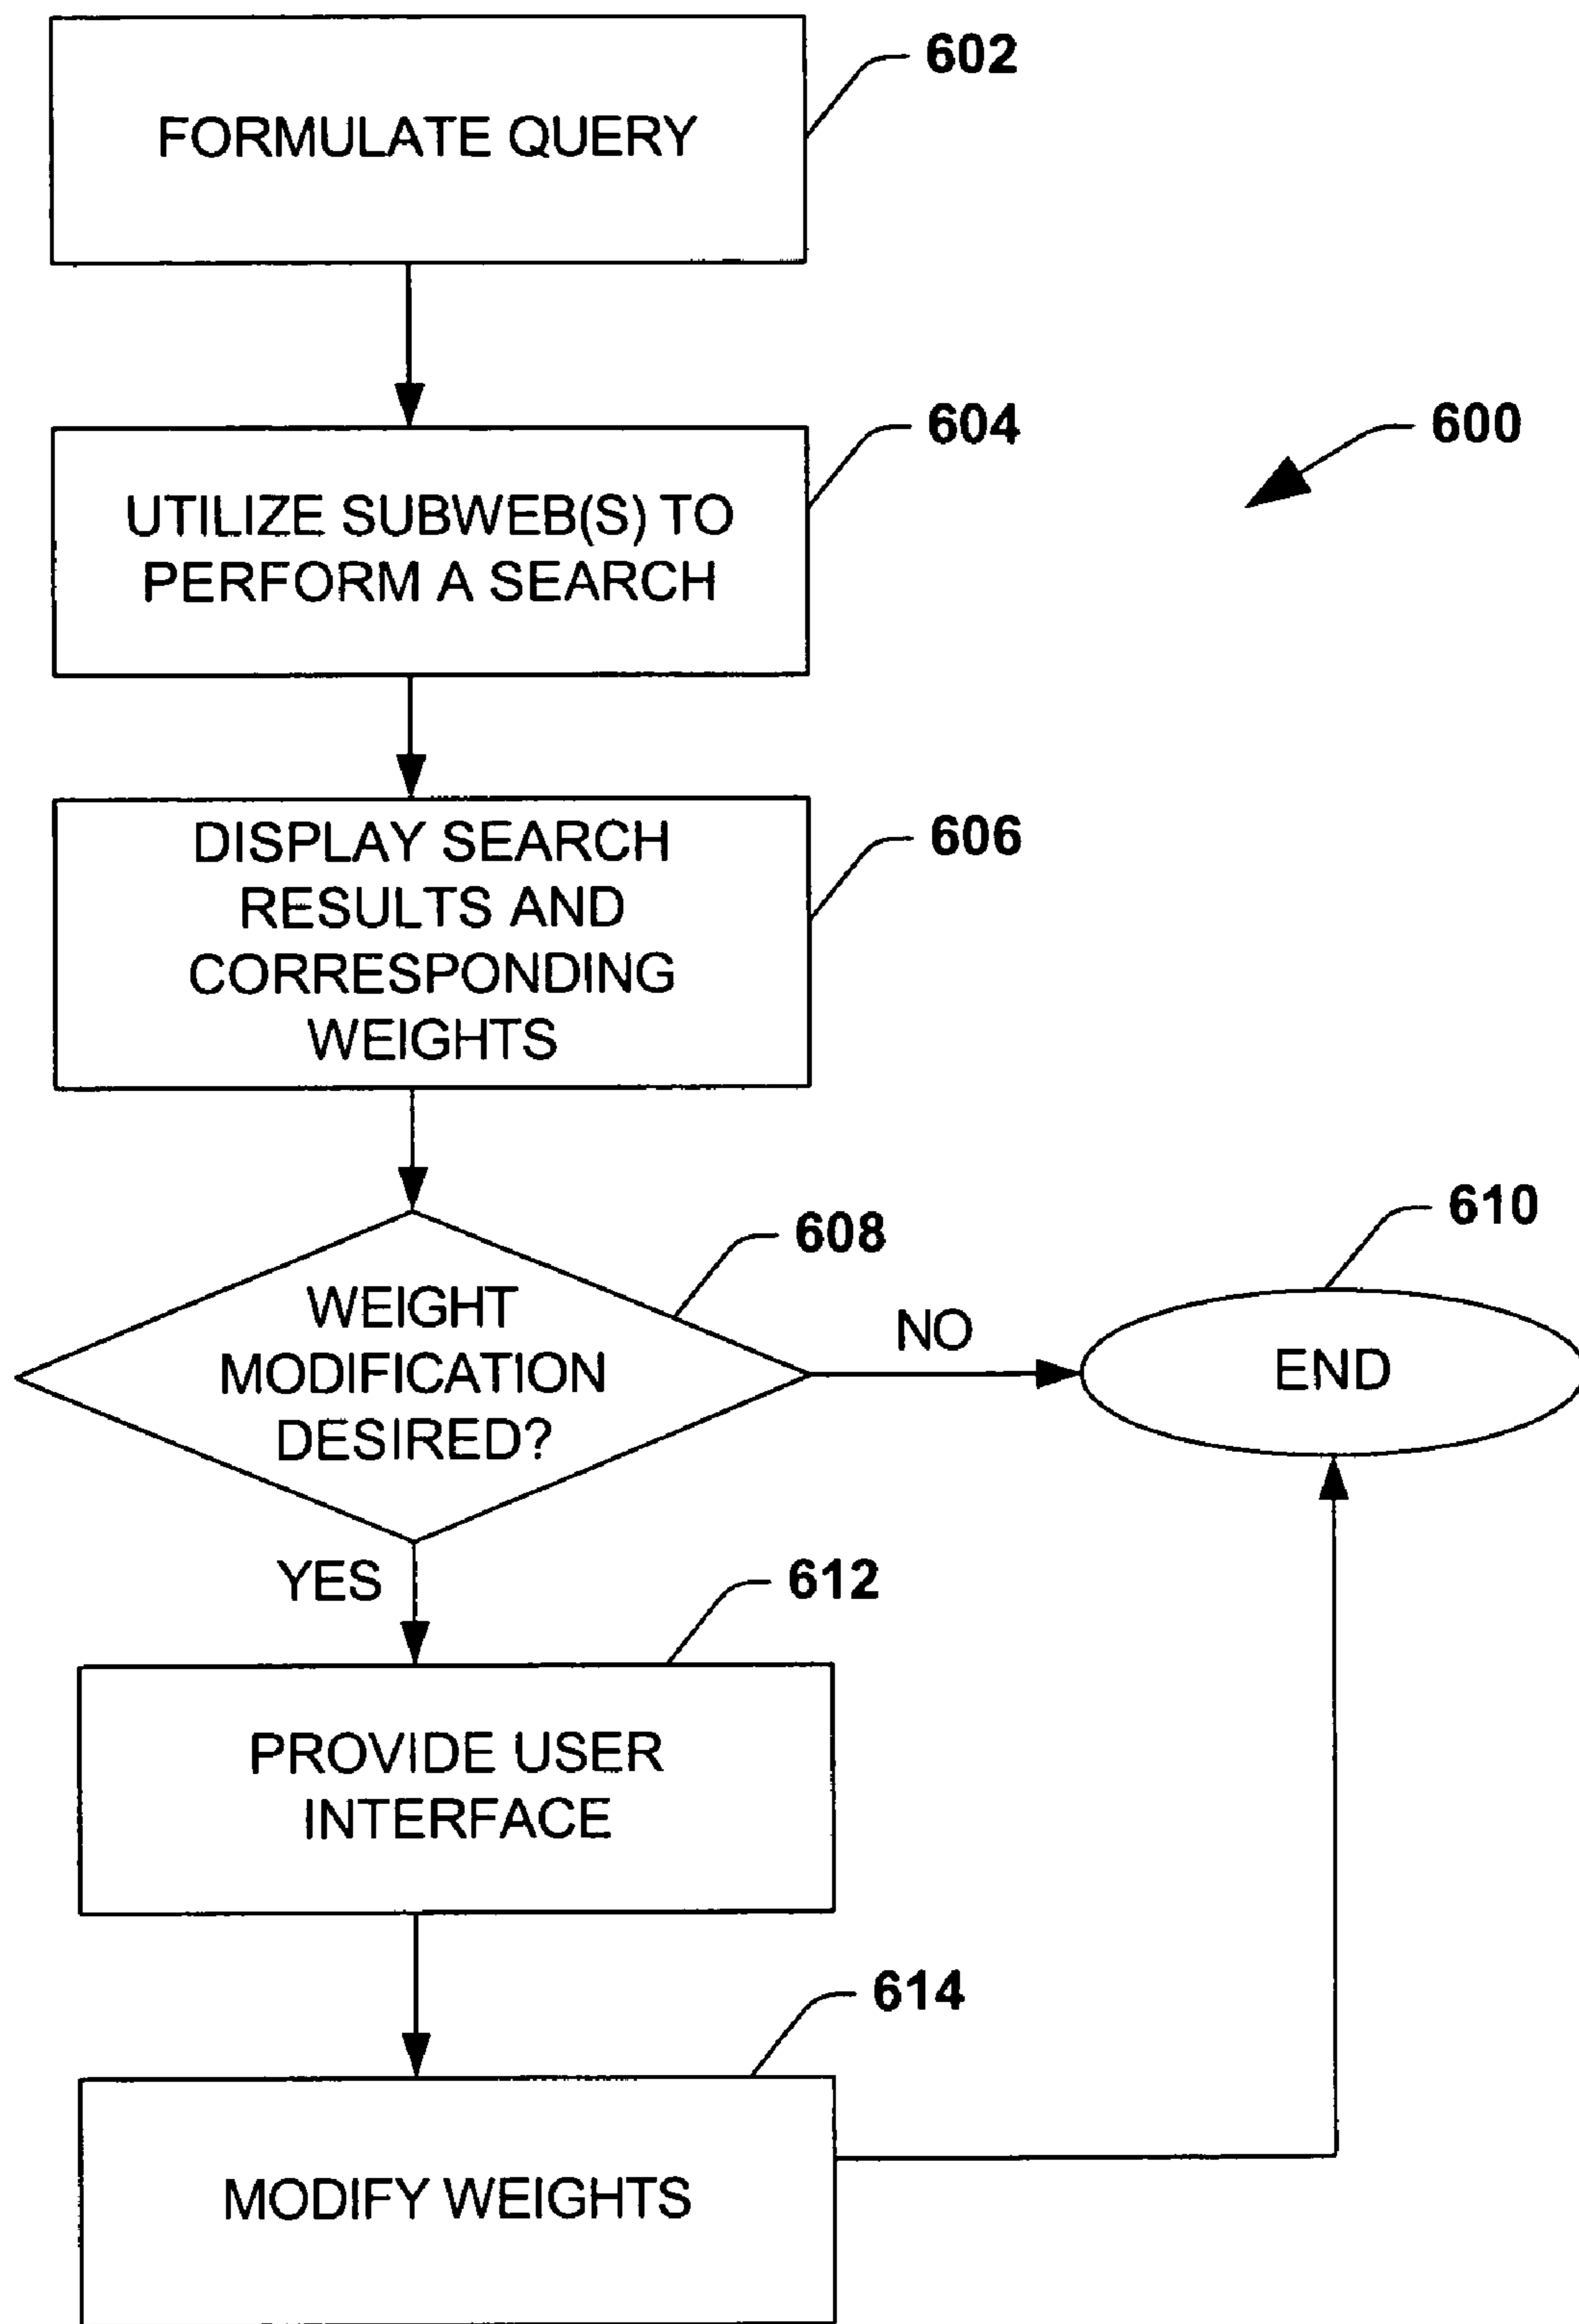 602
FORMULATE QUERY
604
600
UTILIZE SUBWEB(S) TO
PERFORM A SEARCH
606
DISPLAY SEARCH
RESULTS AND
CORRESPONDING
WEIGHTS
608
610
WEIGHT
MODIFICATION
DESIRED?
NO
END
YES
612
PROVIDE USER
INTERFACE
614
MODIFY WEIGHTS